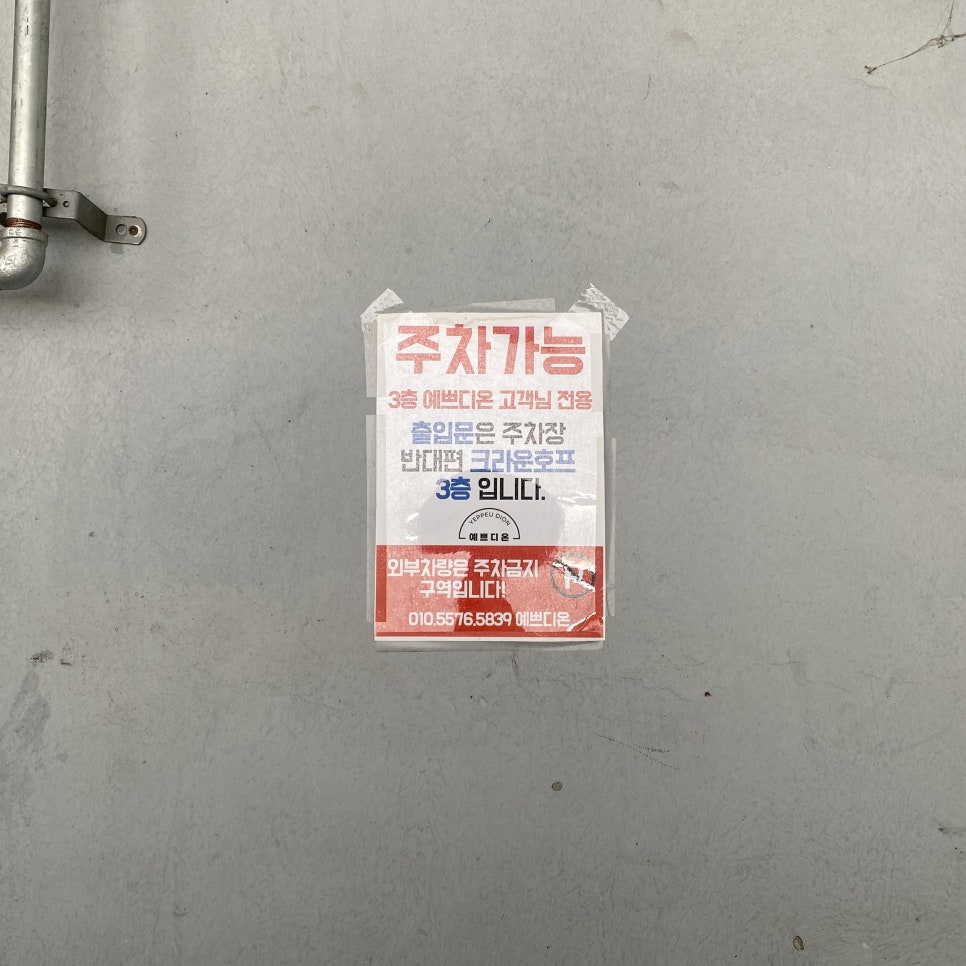 주차가능
3층 예쁘디온 고객님 전용
출입문은 주차장
반대편 크라운호프
3층 입니다.
YEPPEU DION
예쁘디온
외부차량은 주차금지
구역입니다!
P
010.5576.5839 예쁘디온